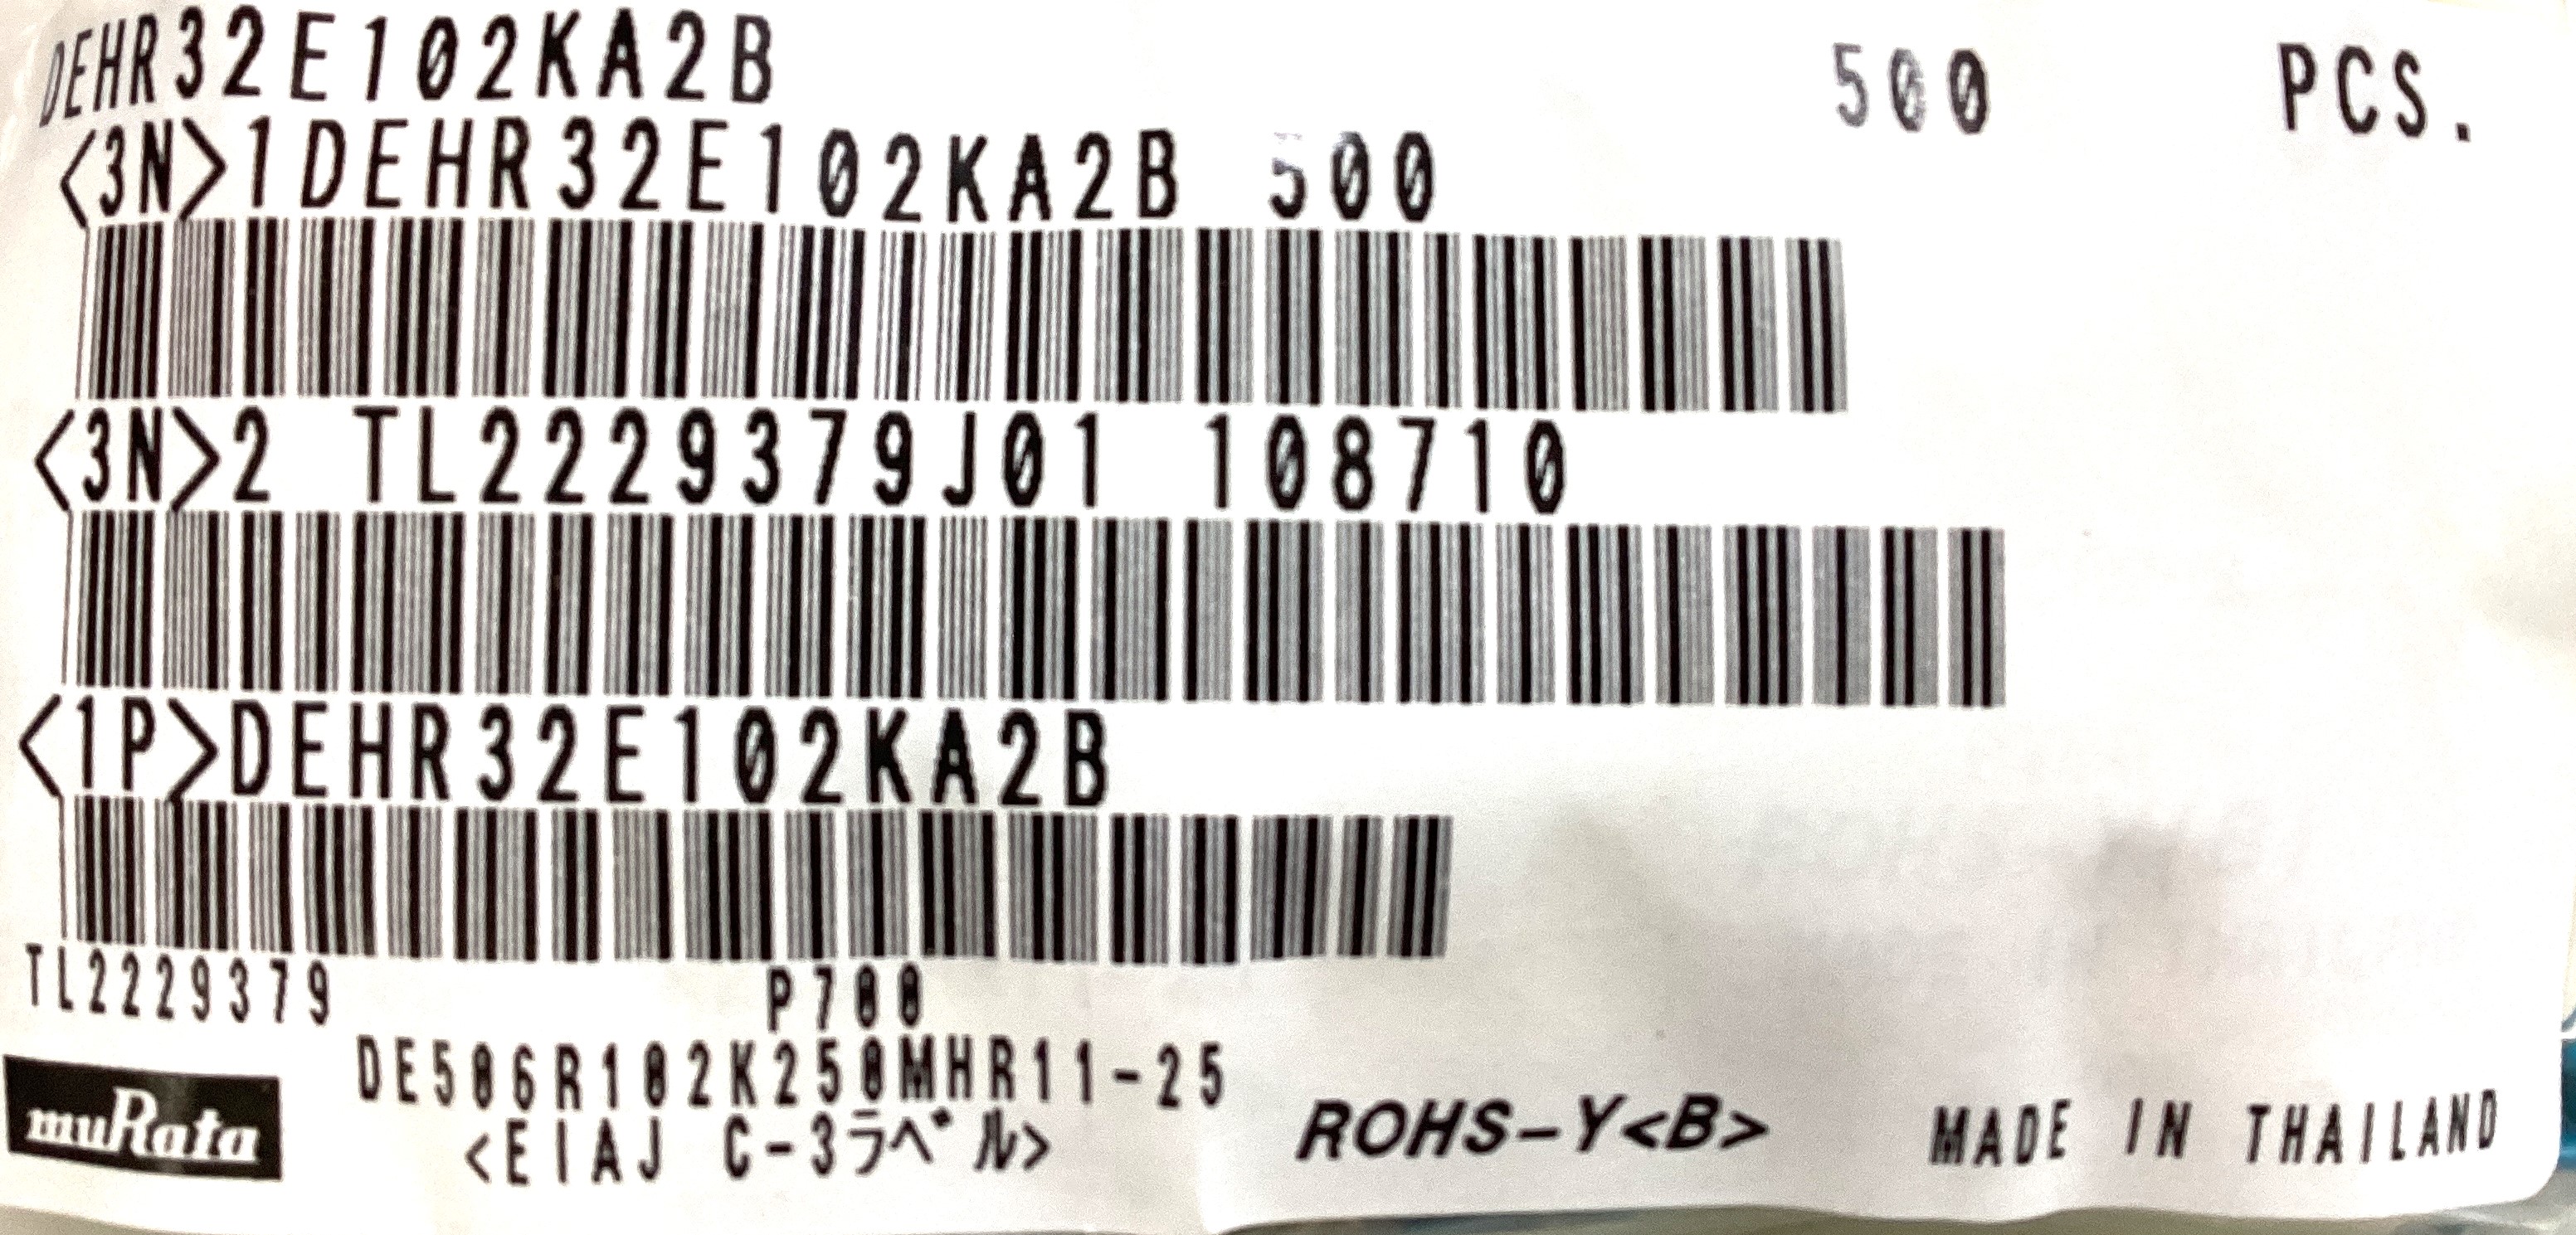 DEHR32E102KA2B 500 PCS.
<3N>1DEHR32E102KA2B 500
<3N>2 TL2229379J01 108710
<1P>DEHR32E102KA2B
TL2229379 P700
DE506R102K250MHR11-25
muRata <EIAJ C-3ラベル> ROHS-Y<B> MADE IN THAILAND